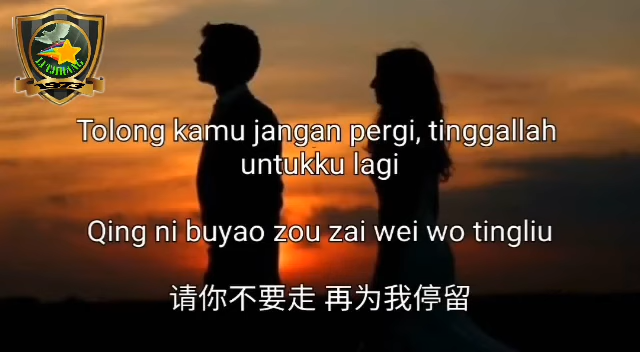 Tolong kamu jangan pergi, tinggallah
untukku lagi
Qing ni buyao zou zai wei wo tingliu
请你不要走 再为我停留